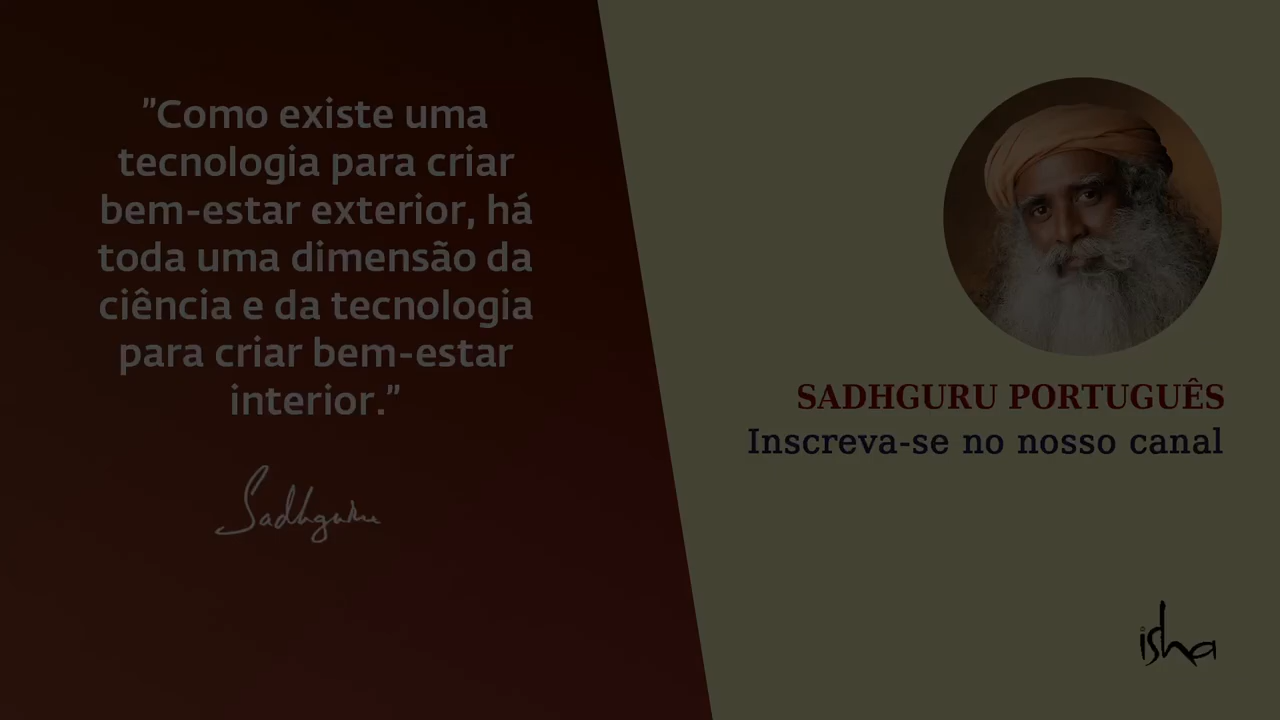 "Como existe uma
tecnologia para criar
bem-estar exterior, há
toda uma dimensão da
ciência e da tecnologia
para criar bem-estar
interior."
Sadhguru
SADHGURU PORTUGUÊS
Inscreva-se no nosso canal
isha